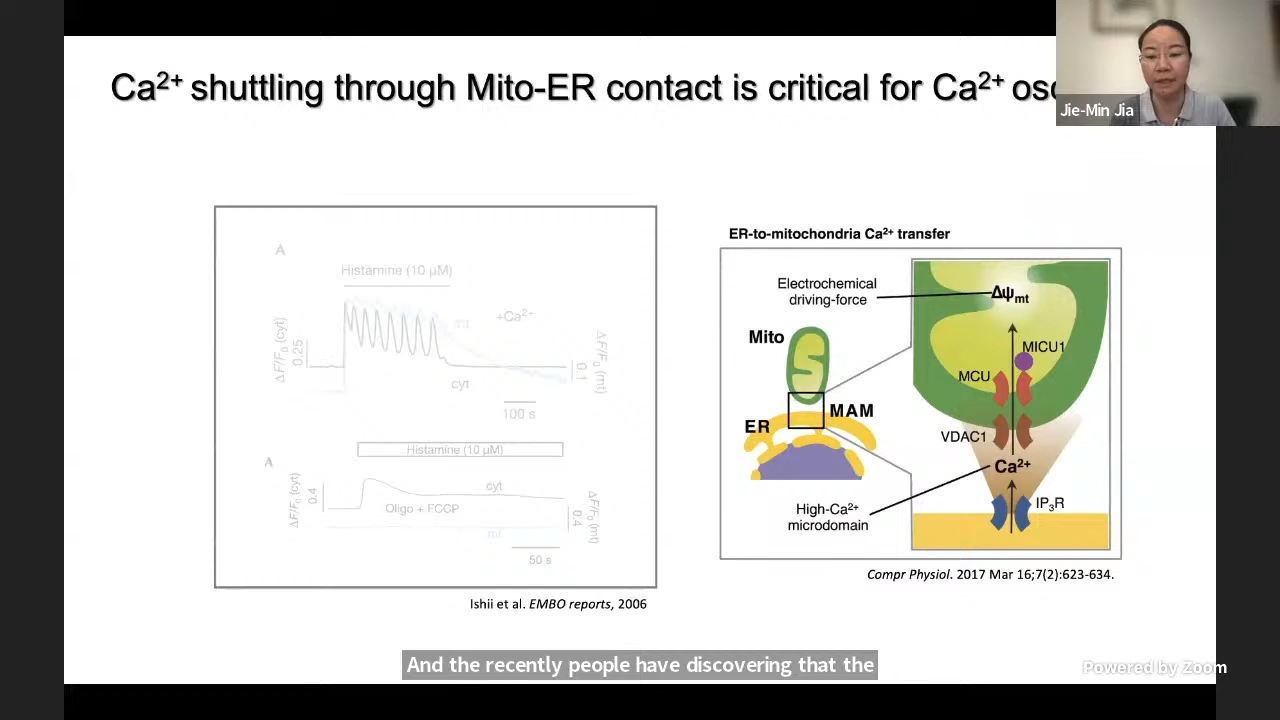 Ca²⁺ shuttling through Mito-ER contact is critical for Ca²⁺ osc
Jie-Min Jia
A
Histamine (10 µM)
mt
+Ca²⁺
ΔF/F₀ (cyt)
0.25
cyt
0.1
ΔF/F₀ (mt)
100 s
A
Histamine (10 µM)
ΔF/F₀ (cyt)
0.4
cyt
Oligo + FCCP
mt
0.4
ΔF/F₀ (mt)
50 s
Ishii et al. EMBO reports, 2006
ER-to-mitochondria Ca²⁺ transfer
Electrochemical
driving-force
Δψmt
Mito
MICU1
MCU
MAM
ER
VDAC1
Ca²⁺
High-Ca²⁺
microdomain
IP₃R
Compr Physiol. 2017 Mar 16;7(2):623-634.
And the recently people have discovering that the
Powered by Zoom